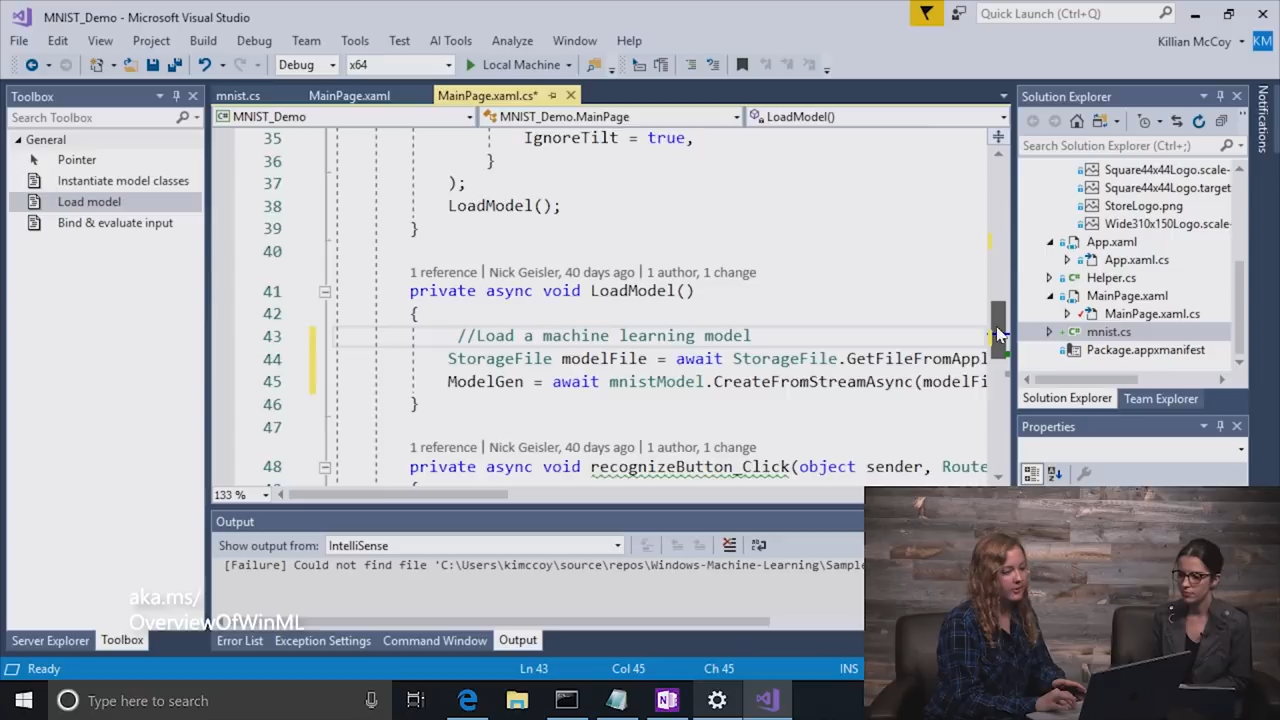 MNIST_Demo - Microsoft Visual Studio
Quick Launch (Ctrl+Q)
File Edit View Project Build Debug Team Tools Test AI Tools Analyze Window Help
Killian McCoy KM
Debug x64 Local Machine
Toolbox
Search Toolbox
General
Pointer
Instantiate model classes
Load model
Bind & evaluate input
mnist.cs MainPage.xaml MainPage.xaml.cs*
MNIST_Demo MNIST_Demo.MainPage LoadModel()
35 IgnoreTilt = true,
36 }
37 );
38 LoadModel();
39 }
40
1 reference | Nick Geisler, 40 days ago | 1 author, 1 change
41 private async void LoadModel()
42 {
43 //Load a machine learning model
44 StorageFile modelFile = await StorageFile.GetFileFromAppl
45 ModelGen = await mnistModel.CreateFromStreamAsync(modelFi
46 }
47
1 reference | Nick Geisler, 40 days ago | 1 author, 1 change
48 private async void recognizeButton_Click(object sender, Route
133 %
Solution Explorer
Search Solution Explorer (Ctrl+;)
Square44x44Logo.scale-
Square44x44Logo.target
StoreLogo.png
Wide310x150Logo.scale-
App.xaml
App.xaml.cs
Helper.cs
MainPage.xaml
MainPage.xaml.cs
mnist.cs
Package.appxmanifest
Solution Explorer Team Explorer
Properties
Notifications
Output
Show output from: IntelliSense
[Failure] Could not find file 'C:\Users\kimccoy\source\repos\Windows-Machine-Learning\Sample
aka.ms/
OverviewOfWinML
Server Explorer Toolbox
Error List Exception Settings Command Window Output
Ready Ln 43 Col 45 Ch 45 INS
Type here to search